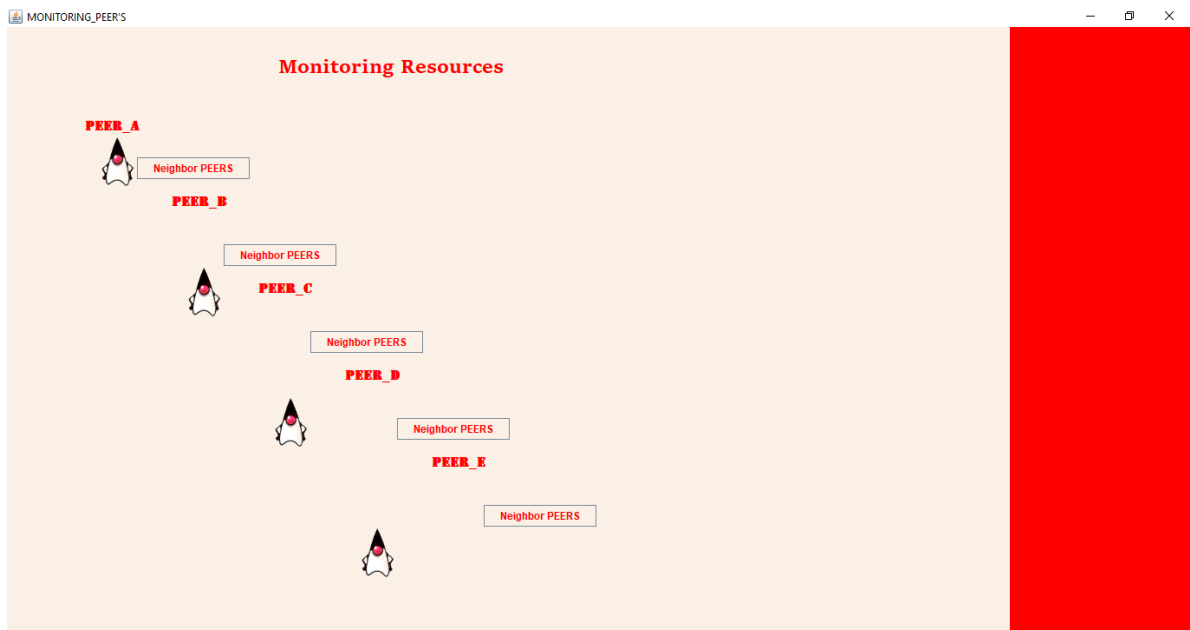 MONITORING_PEER'S
Monitoring Resources
PEER_A
Neighbor PEERS
PEER_B
Neighbor PEERS
PEER_C
Neighbor PEERS
PEER_D
Neighbor PEERS
PEER_E
Neighbor PEERS